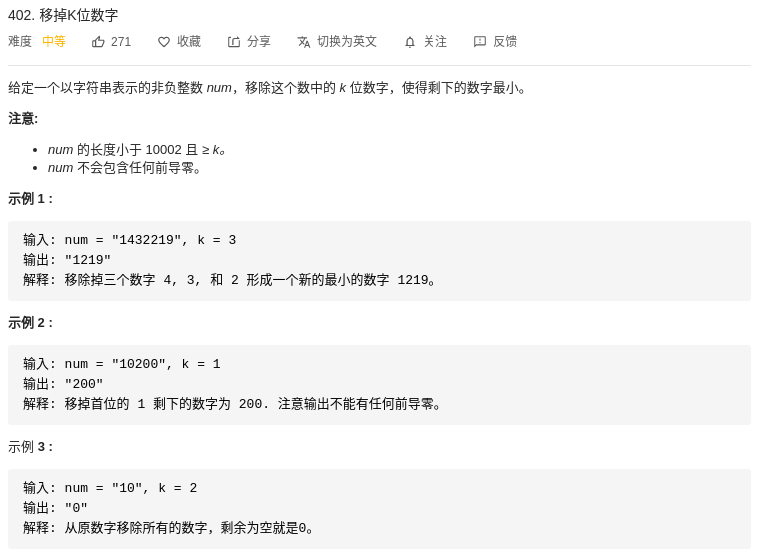 402. 移掉K位数字
难度 中等 271 收藏 分享 切换为英文 关注 反馈
给定一个以字符串表示的非负整数 num，移除这个数中的 k 位数字，使得剩下的数字最小。
注意:
• num 的长度小于 10002 且 ≥ k。
• num 不会包含任何前导零。
示例 1 :
输入: num = "1432219", k = 3
输出: "1219"
解释: 移除掉三个数字 4, 3, 和 2 形成一个新的最小的数字 1219。
示例 2 :
输入: num = "10200", k = 1
输出: "200"
解释: 移掉首位的 1 剩下的数字为 200. 注意输出不能有任何前导零。
示例 3 :
输入: num = "10", k = 2
输出: "0"
解释: 从原数字移除所有的数字，剩余为空就是0。